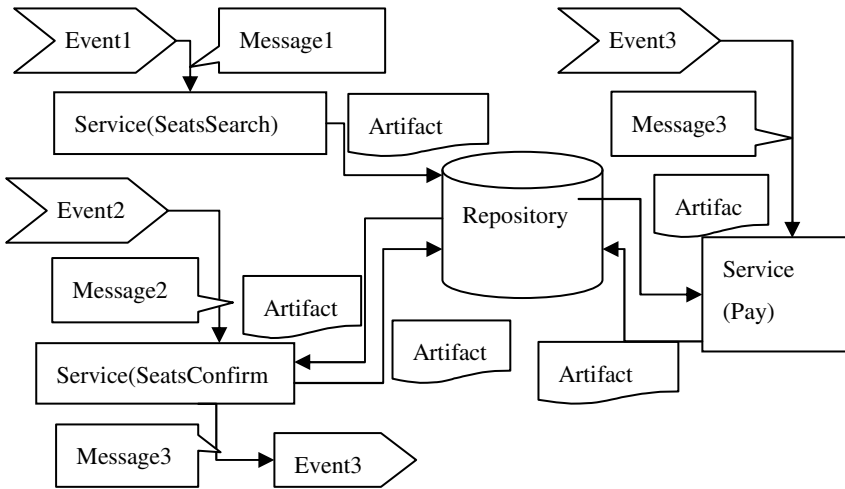 Event1
Message1
Event3
Service(SeatsSearch)
Artifact
Message3
Event2
Repository
Artifac
Message2
Artifact
Service
(Pay)
Artifact
Artifact
Service(SeatsConfirm
Message3
Event3